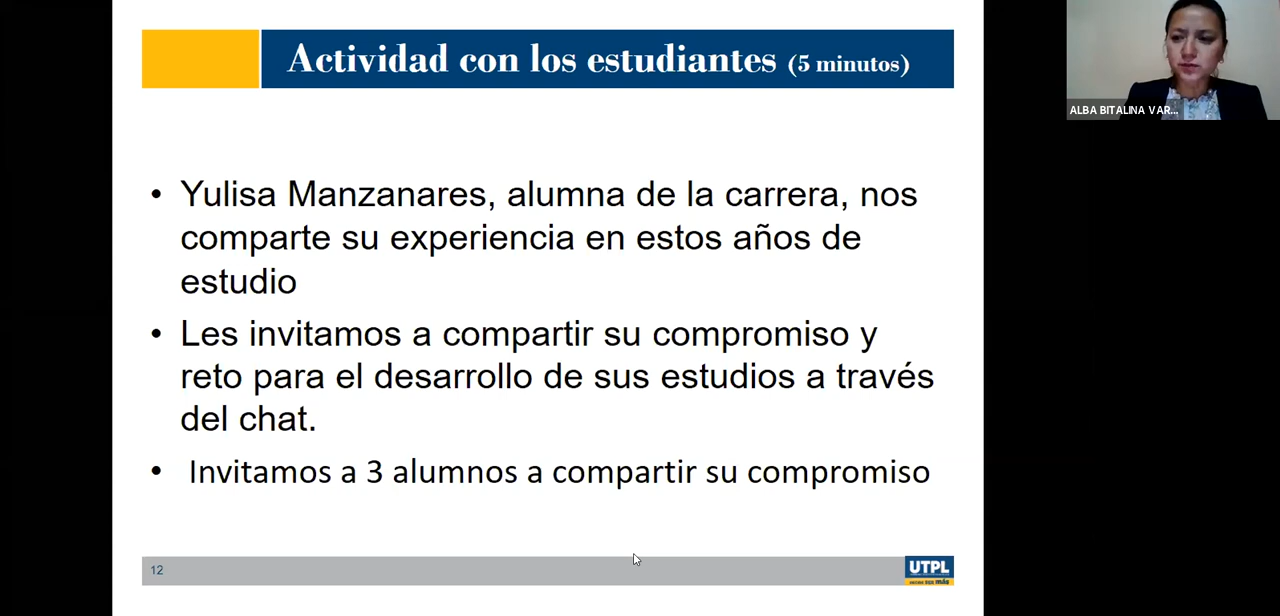 Actividad con los estudiantes (5 minutos)
ALBA BITALINA VAR...
• Yulisa Manzanares, alumna de la carrera, nos
comparte su experiencia en estos años de
estudio
• Les invitamos a compartir su compromiso y
reto para el desarrollo de sus estudios a través
del chat.
• Invitamos a 3 alumnos a compartir su compromiso
12
UTPL